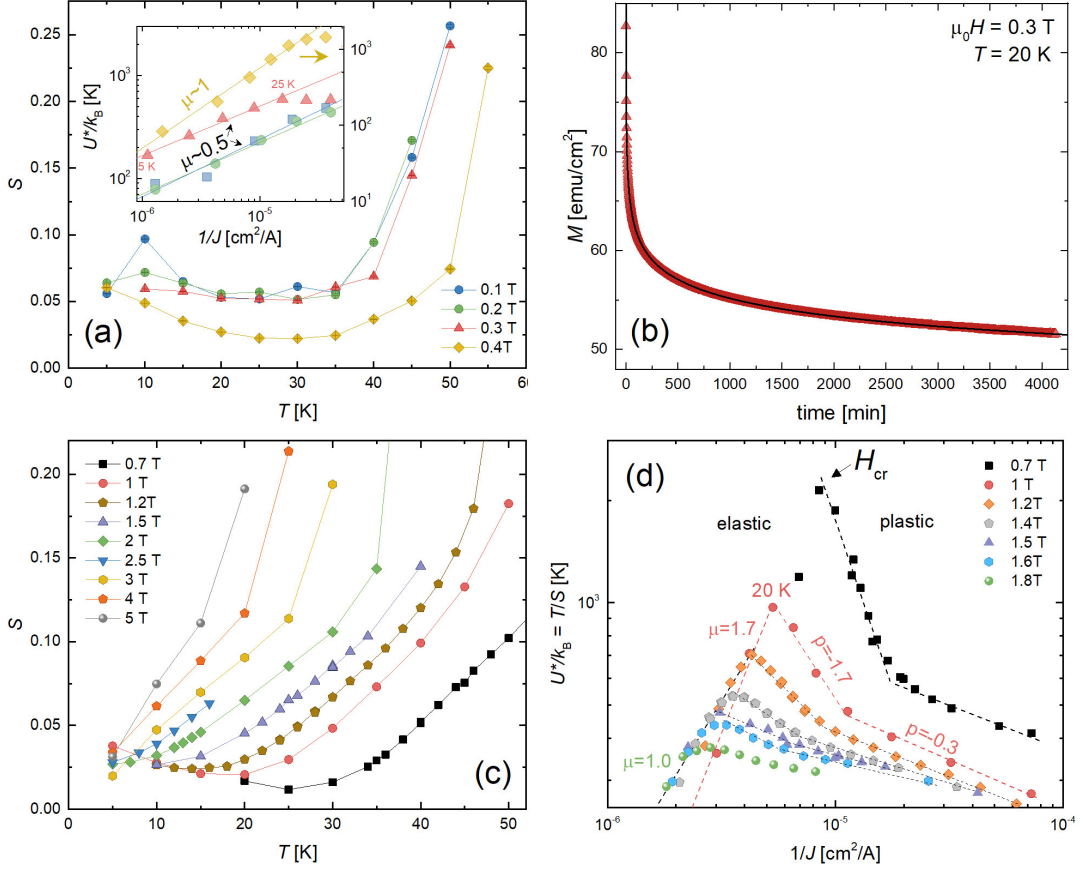 (a)
S
0.25
0.20
0.15
0.10
0.05
0.00
0 10 20 30 40 50 60
T [K]
U*/kB [K]
10³
10²
10³
10²
10¹
10⁻⁶ 10⁻⁵
1/J [cm²/A]
μ~1
25 K
μ~0.5
5 K
0.1 T
0.2 T
0.3 T
0.4T
(b)
μ₀H = 0.3 T
T = 20 K
M [emu/cm²]
80
70
60
50
0 500 1000 1500 2000 2500 3000 3500 4000
time [min]
(c)
S
0.20
0.15
0.10
0.05
0.00
0 10 20 30 40 50
T [K]
0.7 T
1 T
1.2T
1.5 T
2 T
2.5T
3 T
4 T
5 T
(d)
Hcr
elastic
plastic
20 K
μ=1.7
p=-1.7
p=-0.3
μ=1.0
U*/kB = T/S [K]
10³
10⁻⁶ 10⁻⁵ 10⁻⁴
1/J [cm²/A]
0.7 T
1 T
1.2T
1.4T
1.5 T
1.6T
1.8T